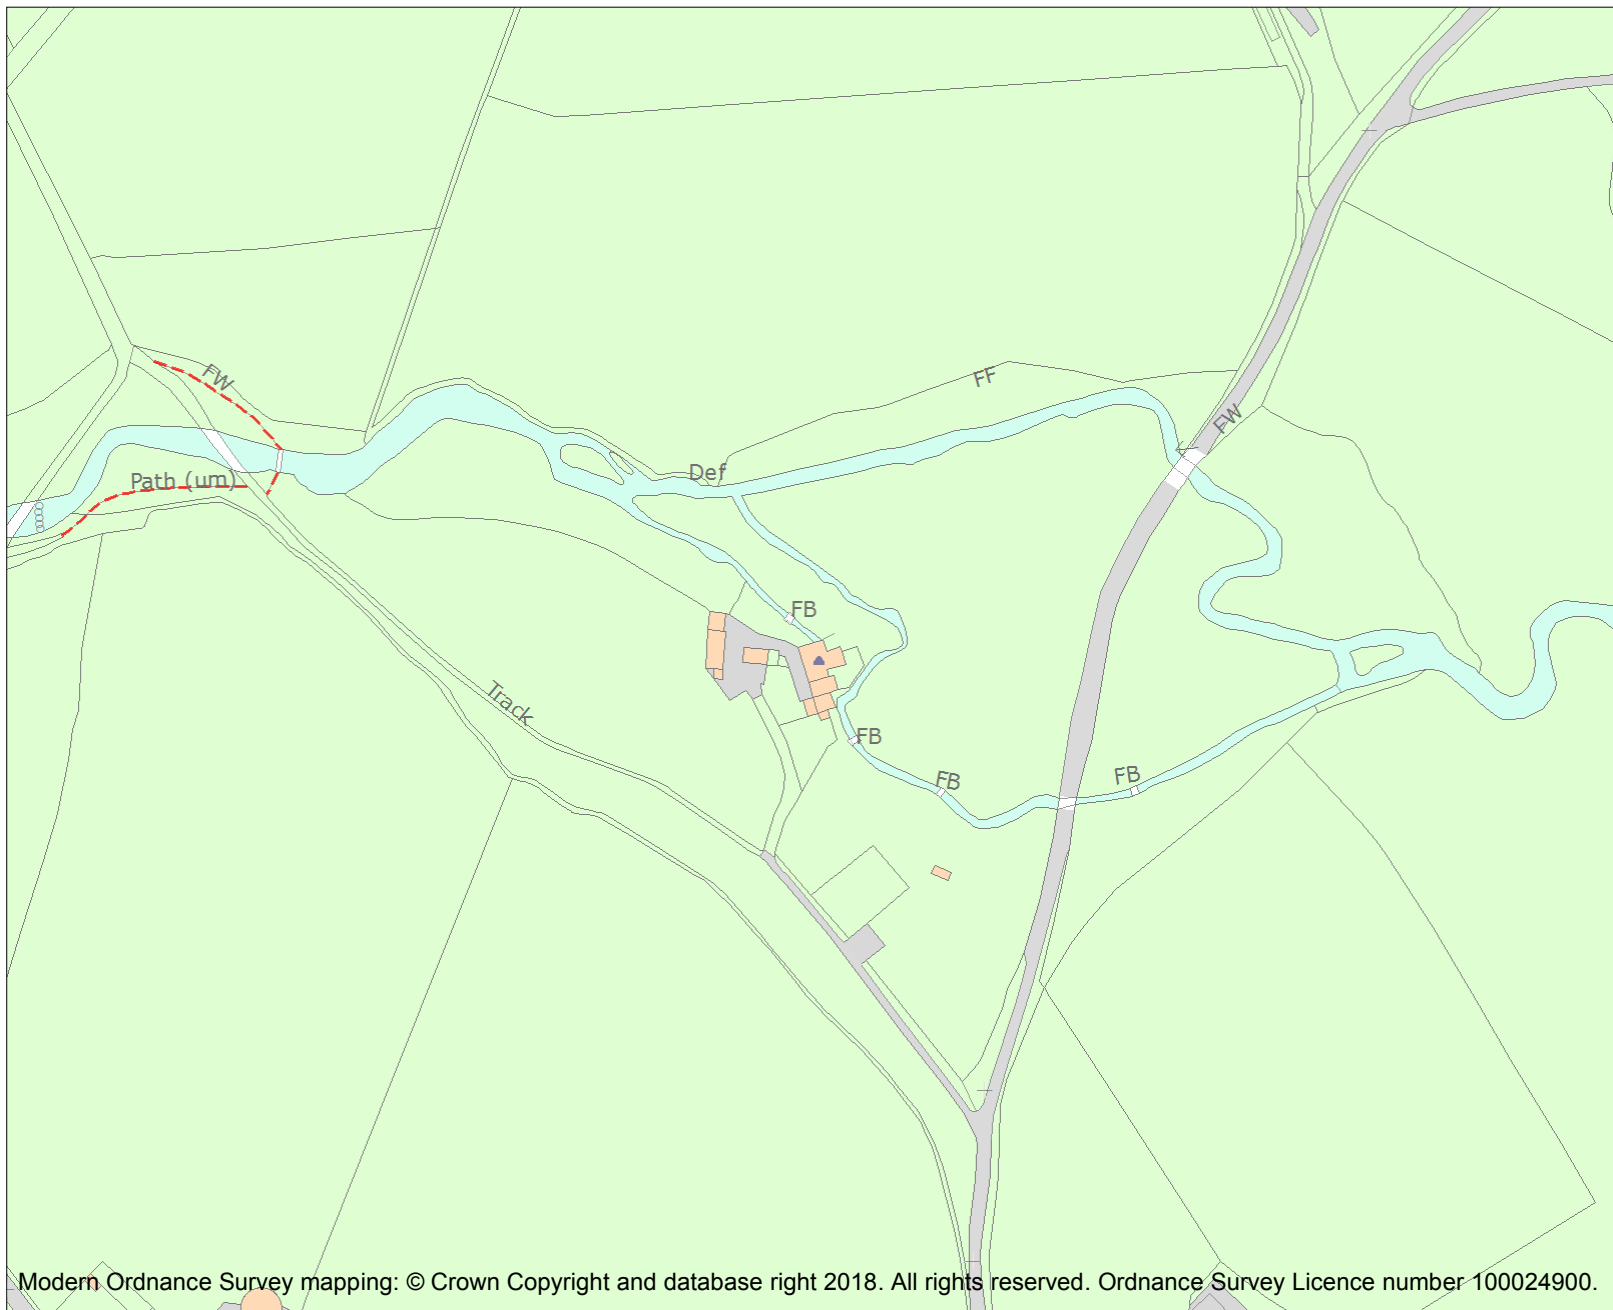 FW
FF
FW
Def
Path (um)
FB
Track
FB
FB
FB
Modern Ordnance Survey mapping: © Crown Copyright and database right 2018. All rights reserved. Ordnance Survey Licence number 100024900.